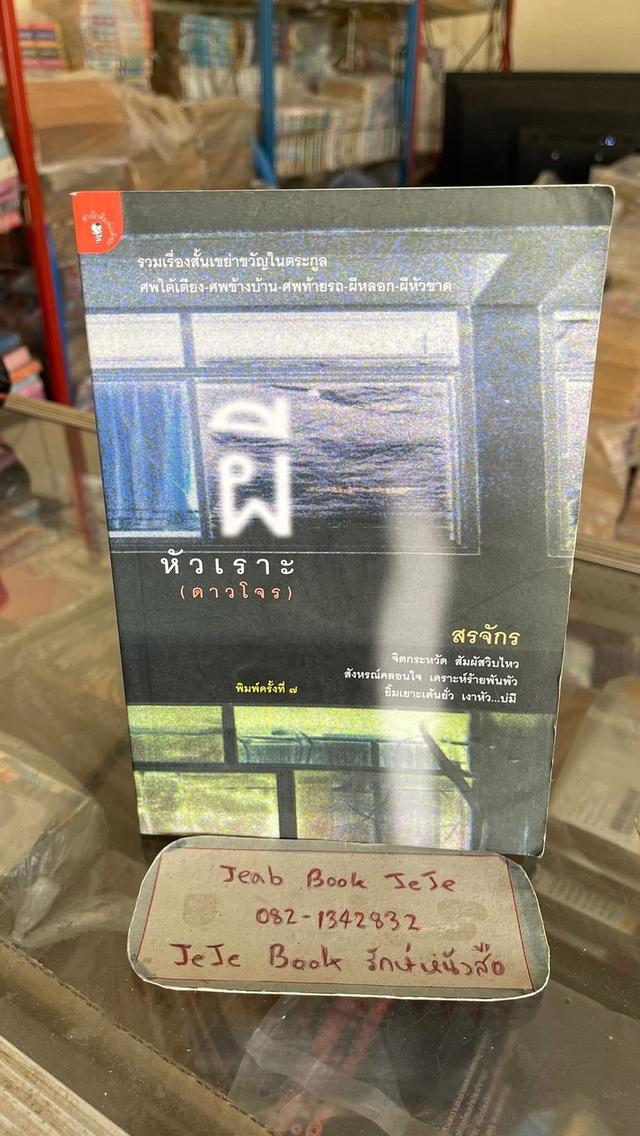 รวมเรื่องสั้นเขย่าขวัญในตระกูล
ศพใต้เตียง-ศพข้างบ้าน-ศพท้ายรถ-ผีหลอก-ผีหัวขาด
ผี
หัวเราะ
(ดาวโจร)
สรจักร
จิตกระหวัด สัมผัสวิบไหว
สังหรณ์คลอนใจ เคราะห์ร้ายพันพัว
ยิ้มเยาะเต้นยั่ว เงาหัว...บ่มี
พิมพ์ครั้งที่ ๗
Jeab Book JeJe
082-1342832
JeJe Book รักษ์หนังสือ